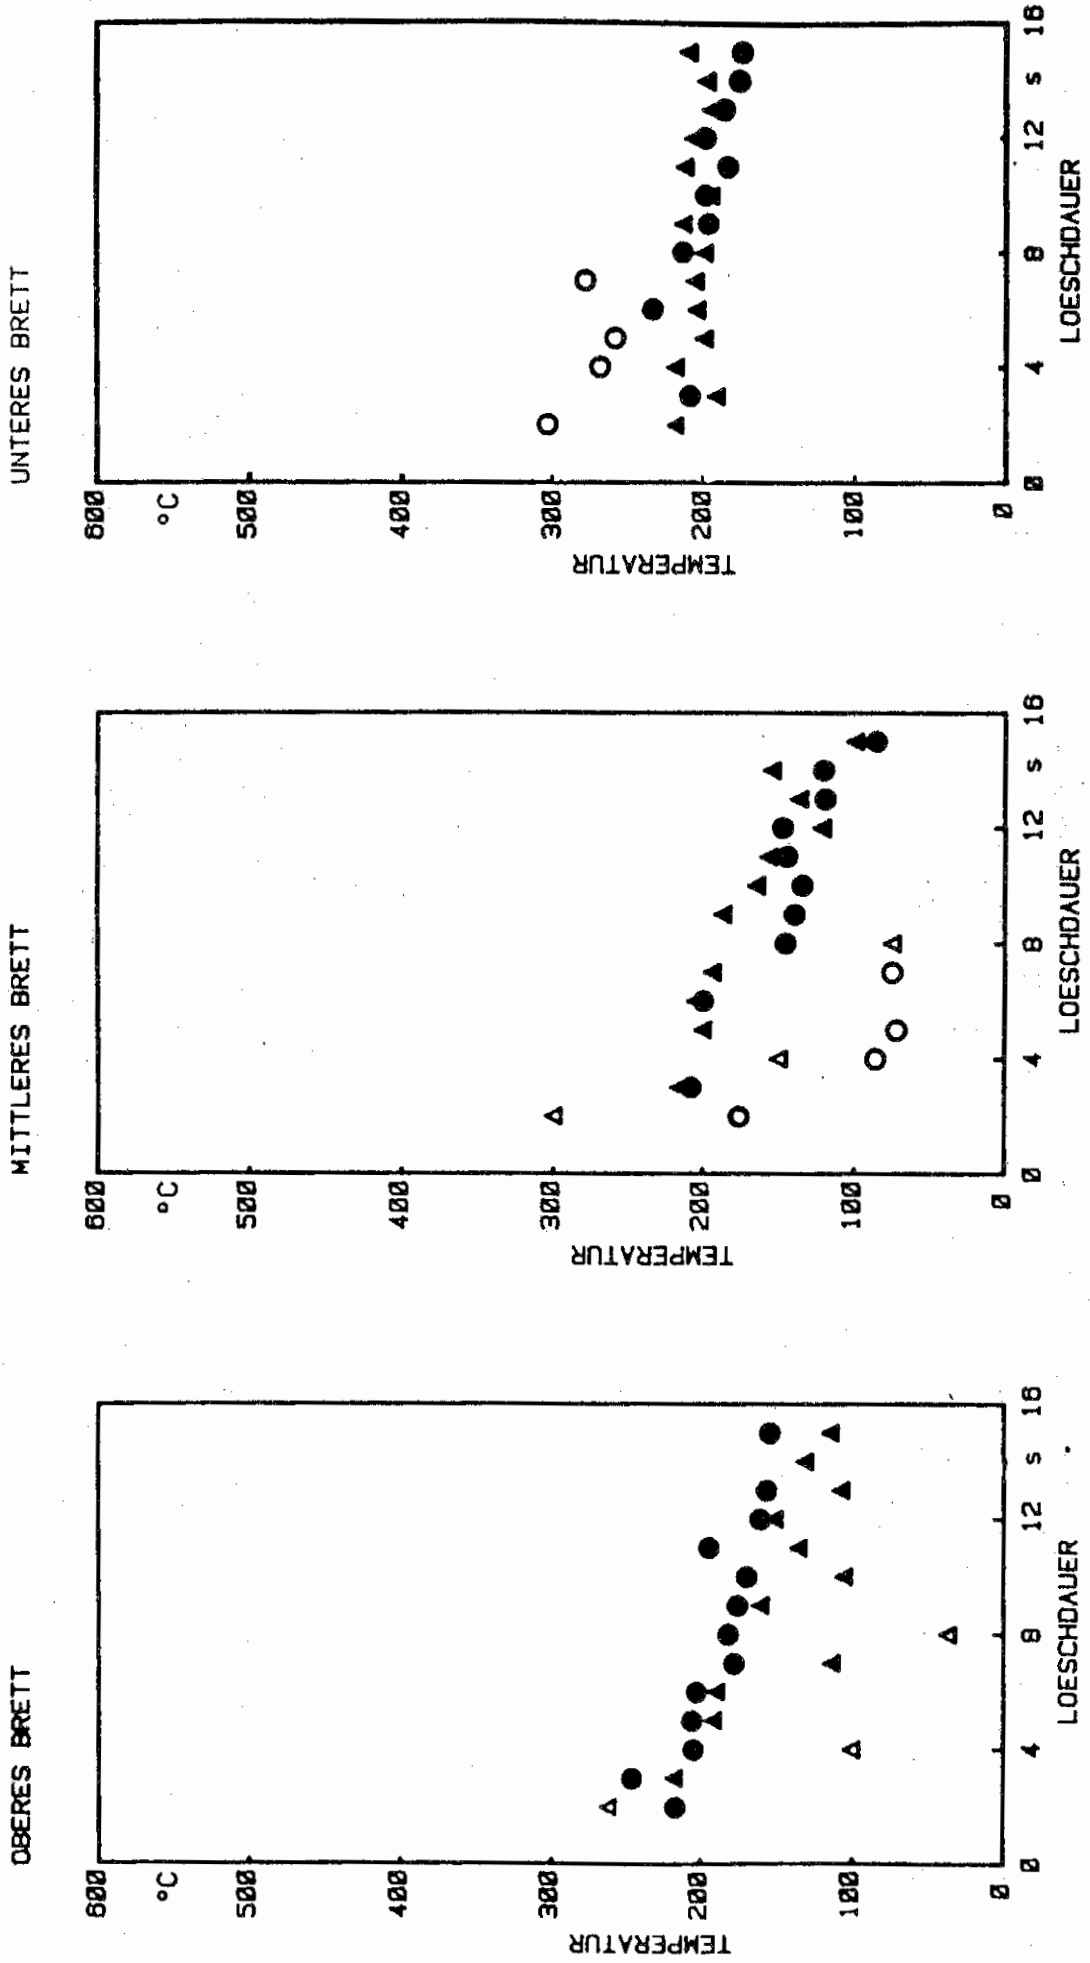 OBERES BRETT
600
°C
500
400
300
200
100
0
TEMPERATUR
0 4 8 12 s 16
LOESCHDAUER
MITTLERES BRETT
600
°C
500
400
300
200
100
0
TEMPERATUR
0 4 8 12 s 16
LOESCHDAUER
UNTERES BRETT
600
°C
500
400
300
200
100
0
TEMPERATUR
0 4 8 12 s 16
LOESCHDAUER